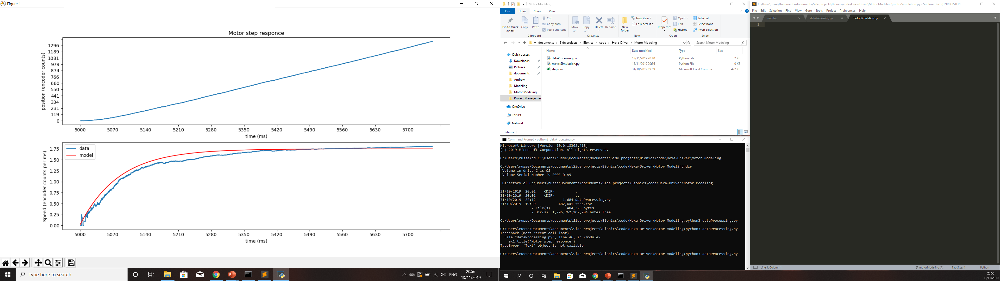 Figure 1
Motor step responce
1296
1189
1081
979
874
766
660
550
441
334
231
119
0
position (encoder counts)
5000 5070 5140 5210 5280 5350 5420 5490 5560 5630 5700
time (ms)
data
model
1.75
1.50
1.25
1.00
0.75
0.50
0.25
0.00
Speed (encoder counts per ms)
5000 5070 5140 5210 5280 5350 5420 5490 5560 5630 5700
time (ms)
Type here to search
ENG
20:56
13/11/2019
Motor Modeling
File Home Share View
Pin to Quick access
Copy
Paste
Cut
Copy path
Paste shortcut
Clipboard
Move to
Copy to
Delete
Rename
Organize
New folder
New item
Easy access
New
Properties
Open
Edit
History
Open
Select all
Select none
Invert selection
Select
« documents › Side projects › Bionics › code › Hexa-Driver › Motor Modeling
Search Motor Modeling
Quick access
Downloads
Pictures
documents
Andrew
Modeling
Motor Modeling
Project Managemer
OneDrive
This PC
Network
Name Date modified Type Size
dataProcessing.py 13/11/2019 20:40 Python File 2 KB
motorSimulation.py 13/11/2019 20:56 Python File 0 KB
step.csv 31/10/2019 19:59 Microsoft Excel Comma... 472 KB
3 items
Command Prompt - python3 dataProcessing.py
Microsoft Windows [Version 10.0.18362.418]
(c) 2019 Microsoft Corporation. All rights reserved.
C:\Users\russe>cd C:\Users\russe\Documents\documents\Side projects\Bionics\code\Hexa-Driver\Motor Modeling
C:\Users\russe\Documents\documents\Side projects\Bionics\code\Hexa-Driver\Motor Modeling>dir
Volume in drive C is OS
Volume Serial Number is E00F-D1A9
Directory of C:\Users\russe\Documents\documents\Side projects\Bionics\code\Hexa-Driver\Motor Modeling
31/10/2019 20:01 <DIR> .
31/10/2019 20:01 <DIR> ..
31/10/2019 22:12 1,684 dataProcessing.py
31/10/2019 19:59 482,641 step.csv
2 File(s) 484,325 bytes
2 Dir(s) 1,796,762,107,904 bytes free
C:\Users\russe\Documents\documents\Side projects\Bionics\code\Hexa-Driver\Motor Modeling>python3 dataProcessing.py
C:\Users\russe\Documents\documents\Side projects\Bionics\code\Hexa-Driver\Motor Modeling>python3 dataProcessing.py
Traceback (most recent call last):
File "dataProcessing.py", line 46, in <module>
ax1.title('Motor step responce')
TypeError: 'Text' object is not callable
C:\Users\russe\Documents\documents\Side projects\Bionics\code\Hexa-Driver\Motor Modeling>python3 dataProcessing.py
C:\Users\russe\Documents\documents\Side projects\Bionics\code\Hexa-Driver\Motor Modeling\motorSimulation.py - Sublime Text (UNREGISTERE...
File Edit Selection Find View Goto Tools Project Preferences Help
untitled
dataProcessing.py
motorSimulation.py
1
Line 1, Column 1
motorModeling
Tab Size: 4
Python
20:56
13/11/2019